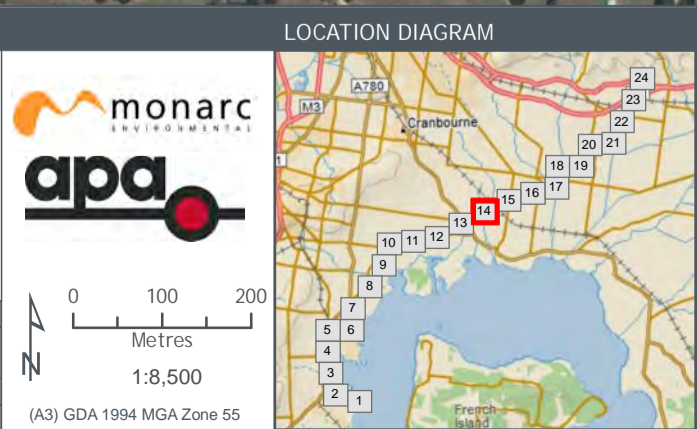 LOCATION DIAGRAM
monarc
ENVIRONMENTAL
apa
0 100 200
Metres
1:8,500
N
(A3) GDA 1994 MGA Zone 55
A780
M3
Cranbourne
1
24
23
22
21
20
18 19
17
16
15
14
13
12
11
10
9
8
7
5 6
4
3
2
1
French
Island